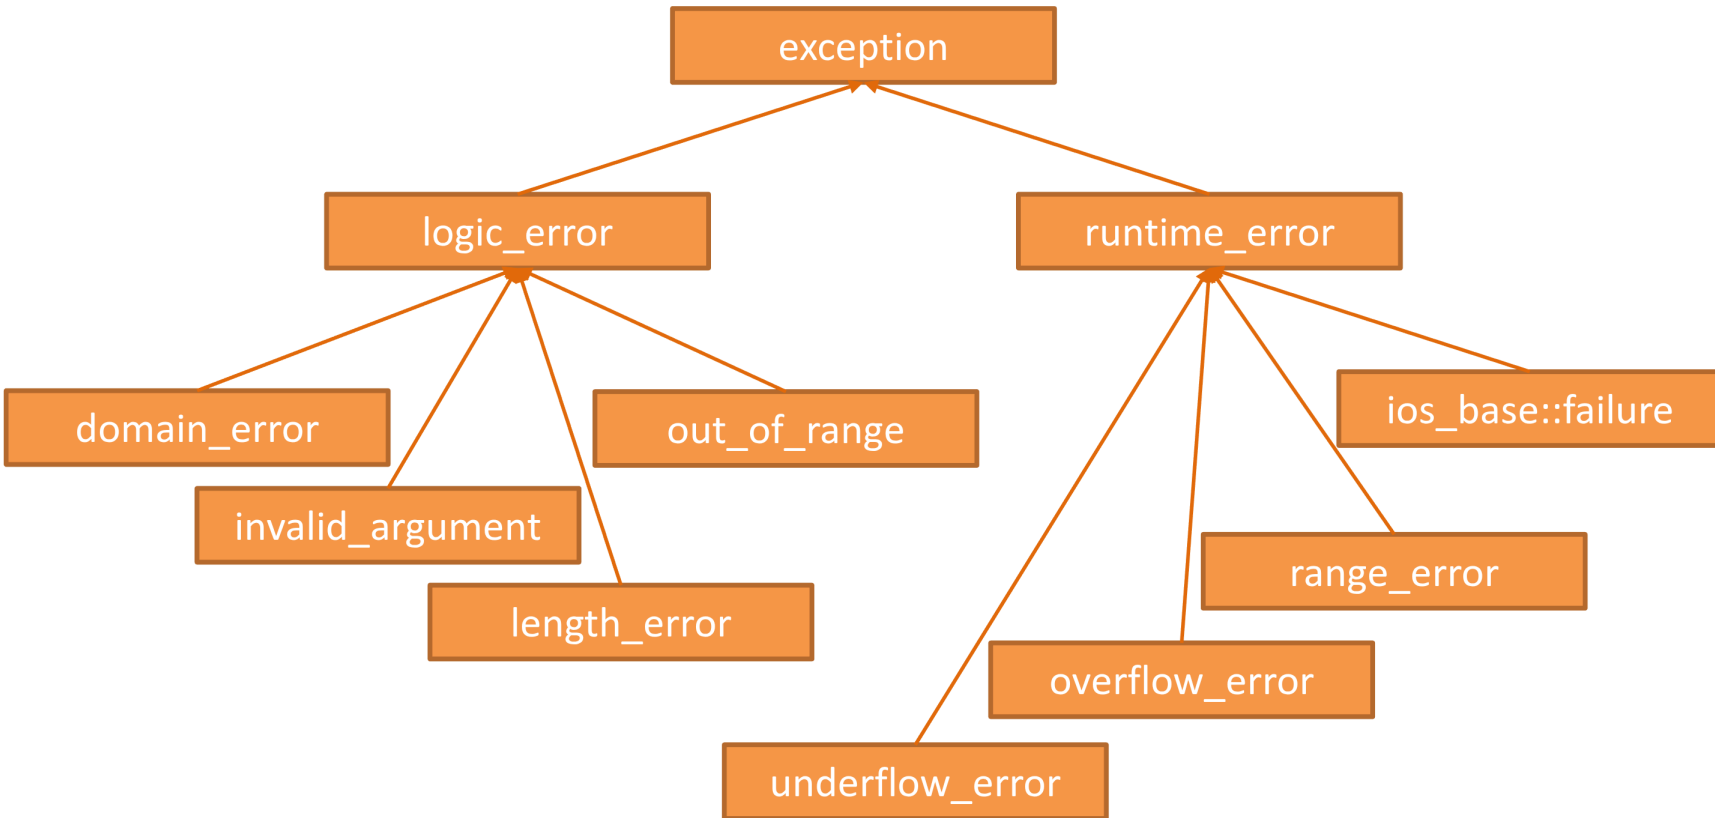 exception
logic_error
runtime_error
domain_error
out_of_range
ios_base::failure
invalid_argument
range_error
length_error
overflow_error
underflow_error